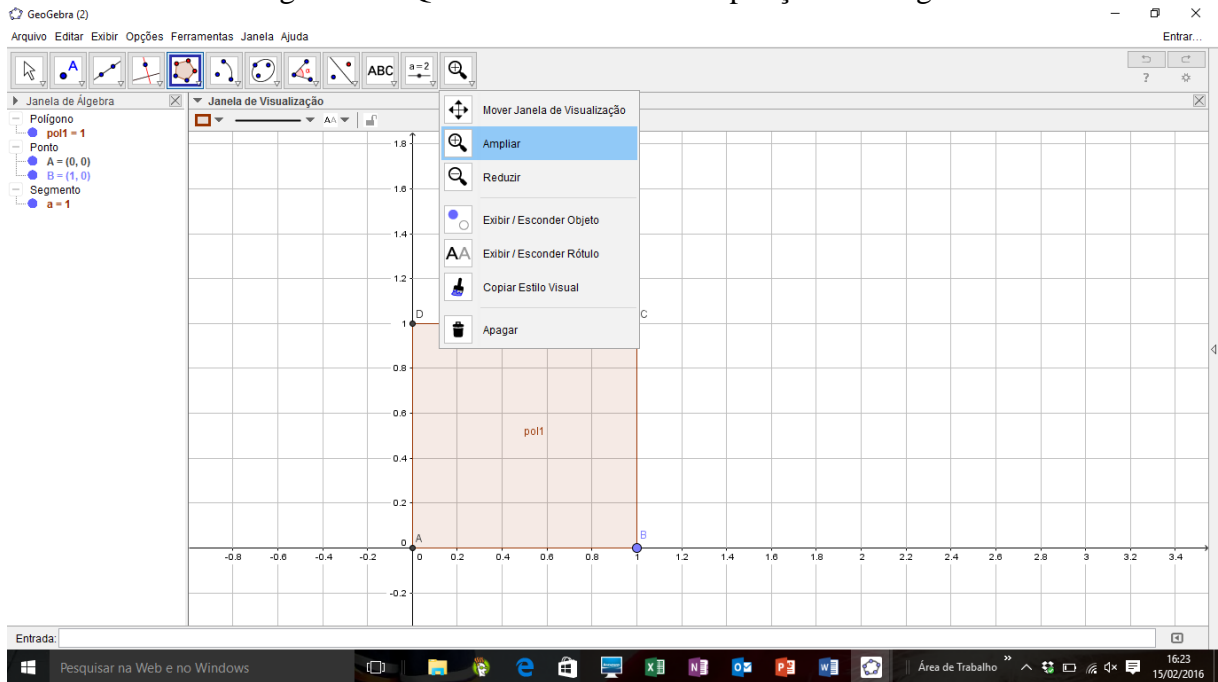 GeoGebra (2)
Arquivo Editar Exibir Opções Ferramentas Janela Ajuda
Entrar...
A
ABC
a=2
?
Janela de Álgebra
Janela de Visualização
AA
Polígono
pol1 = 1
Ponto
A = (0, 0)
B = (1, 0)
Segmento
a = 1
Mover Janela de Visualização
Ampliar
Reduzir
Exibir / Esconder Objeto
AA Exibir / Esconder Rótulo
Copiar Estilo Visual
Apagar
1.8
1.6
1.4
1.2
D
C
1
0.8
0.6
pol1
0.4
0.2
A
B
0
-0.8 -0.6 -0.4 -0.2 0 0.2 0.4 0.6 0.8 1 1.2 1.4 1.6 1.8 2 2.2 2.4 2.6 2.8 3 3.2 3.4
-0.2
Entrada:
Pesquisar na Web e no Windows
Área de Trabalho
16:23
15/02/2016